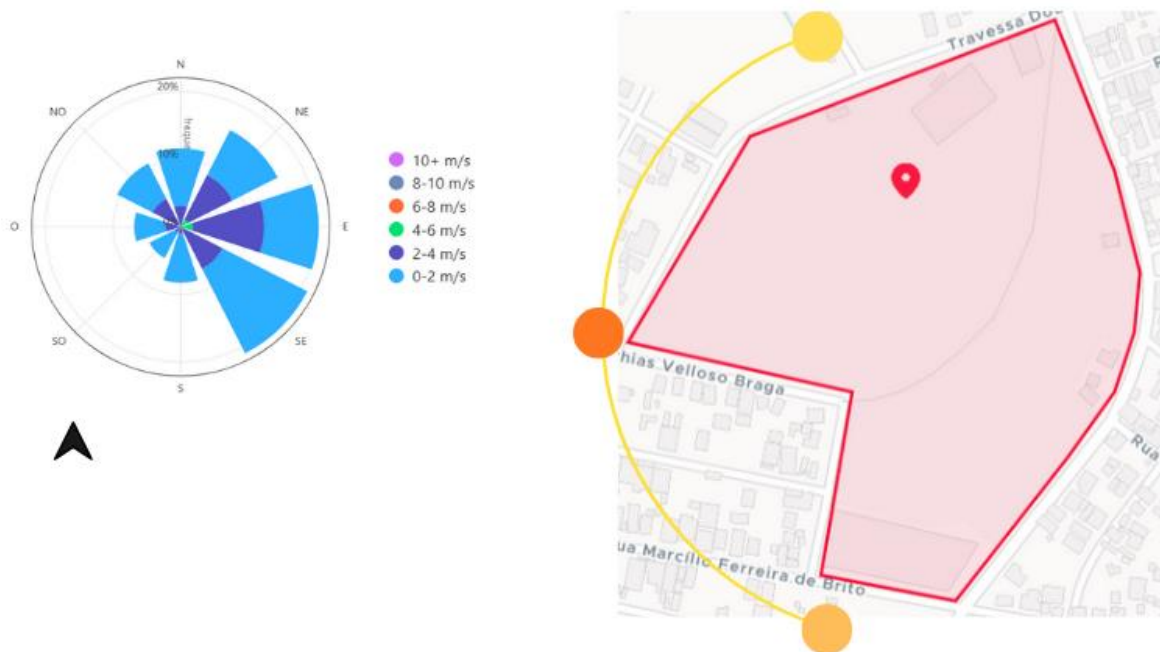 N
20%
NO
NE
10%
O
E
SO
SE
S
10+ m/s
8-10 m/s
6-8 m/s
4-6 m/s
2-4 m/s
0-2 m/s
Travessa
hias Velloso Braga
ua Marcílio Ferreira de Brito
Rua